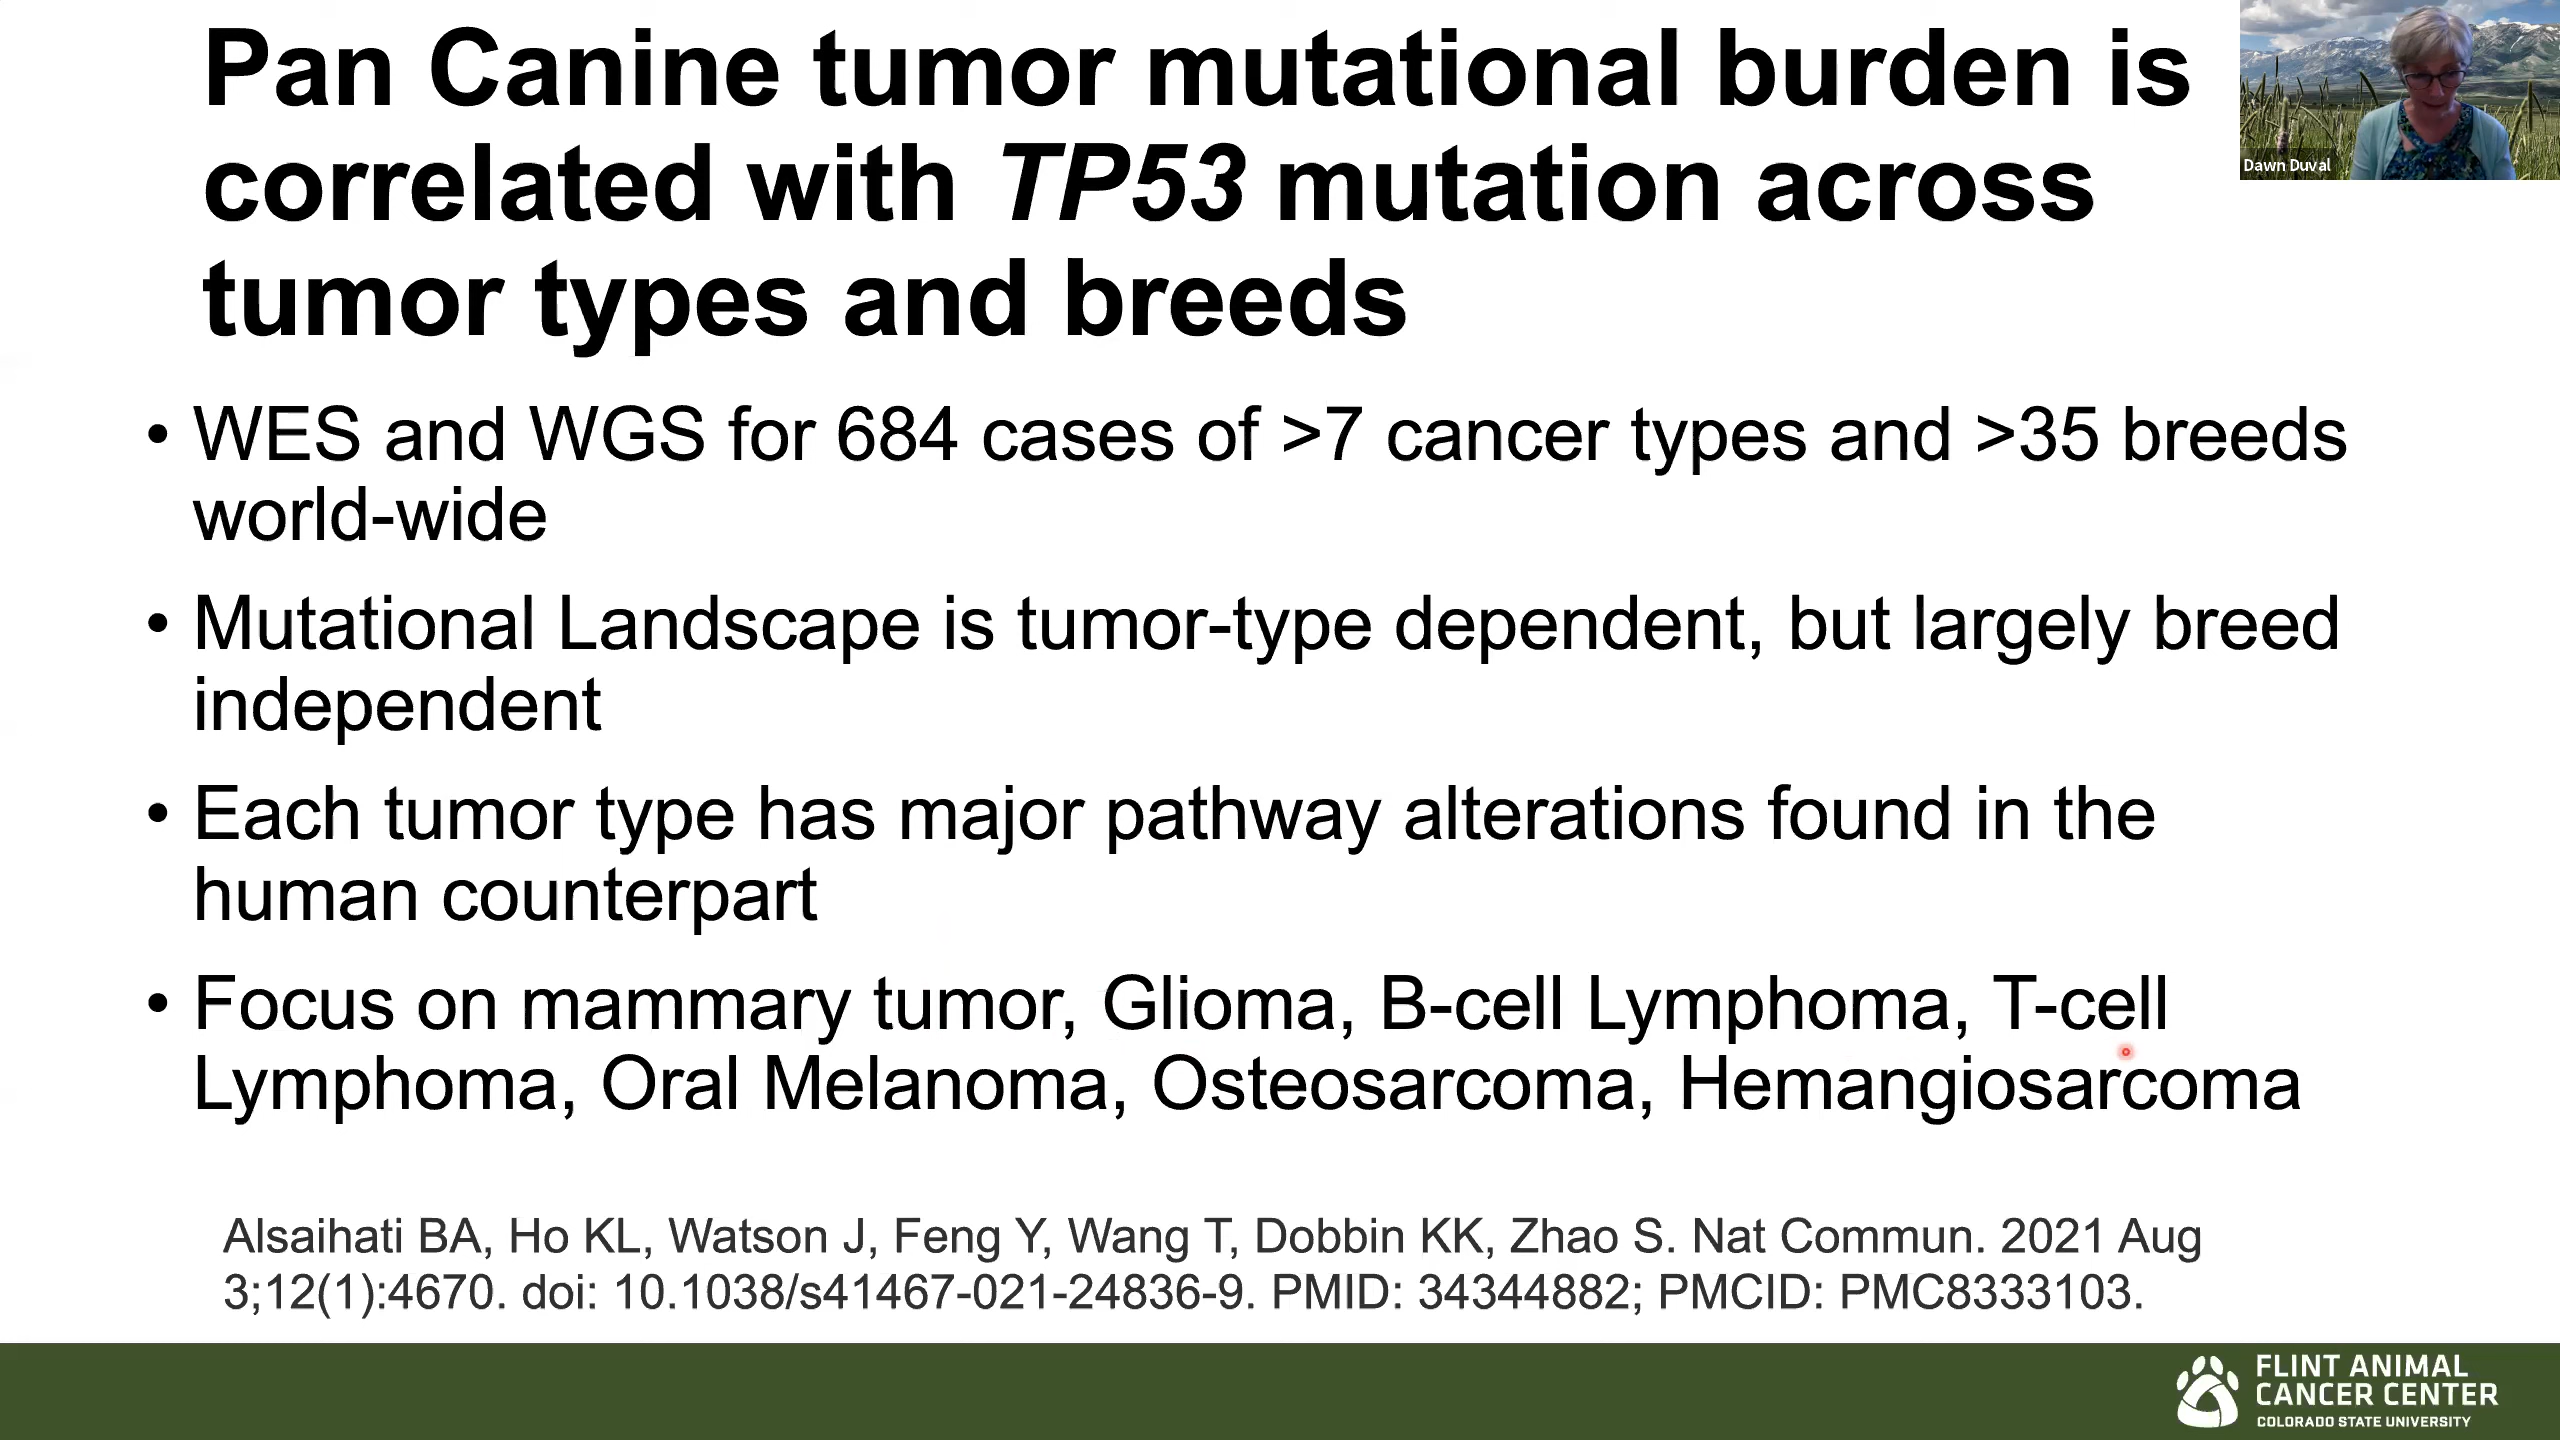 Pan Canine tumor mutational burden is
correlated with TP53 mutation across
tumor types and breeds
Dawn Duval
• WES and WGS for 684 cases of >7 cancer types and >35 breeds
world-wide
• Mutational Landscape is tumor-type dependent, but largely breed
independent
• Each tumor type has major pathway alterations found in the
human counterpart
• Focus on mammary tumor, Glioma, B-cell Lymphoma, T-cell
Lymphoma, Oral Melanoma, Osteosarcoma, Hemangiosarcoma
Alsaihati BA, Ho KL, Watson J, Feng Y, Wang T, Dobbin KK, Zhao S. Nat Commun. 2021 Aug
3;12(1):4670. doi: 10.1038/s41467-021-24836-9. PMID: 34344882; PMCID: PMC8333103.
FLINT ANIMAL
CANCER CENTER
COLORADO STATE UNIVERSITY